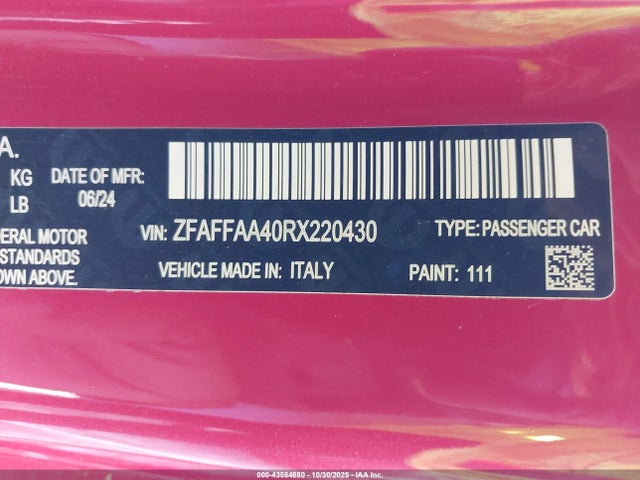 A.
KG DATE OF MFR:
LB 06/24
DERAL MOTOR VIN: ZFAFFAA40RX220430 TYPE: PASSENGER CAR
STANDARDS
OWN ABOVE. VEHICLE MADE IN: ITALY PAINT: 111
000-43584680 • 10/30/2025 • IAA Inc.